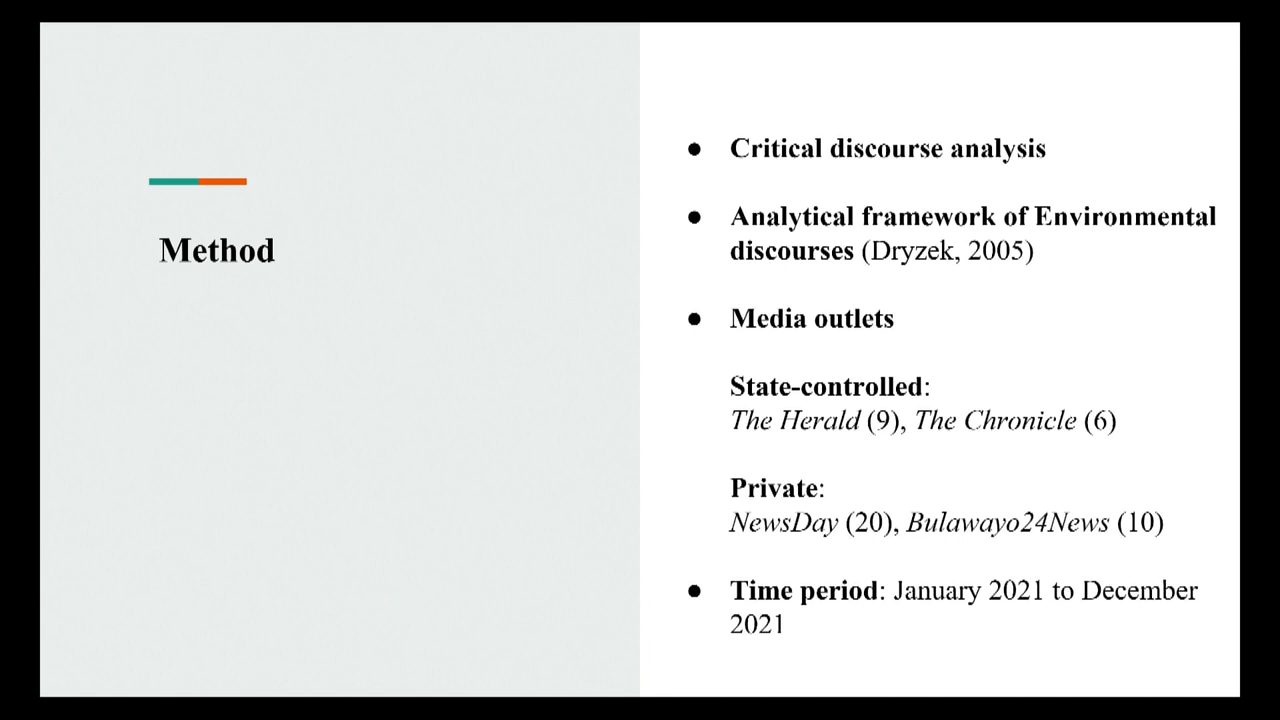 Method
● Critical discourse analysis
● Analytical framework of Environmental
discourses (Dryzek, 2005)
● Media outlets
State-controlled:
The Herald (9), The Chronicle (6)
Private:
NewsDay (20), Bulawayo24News (10)
● Time period: January 2021 to December
2021